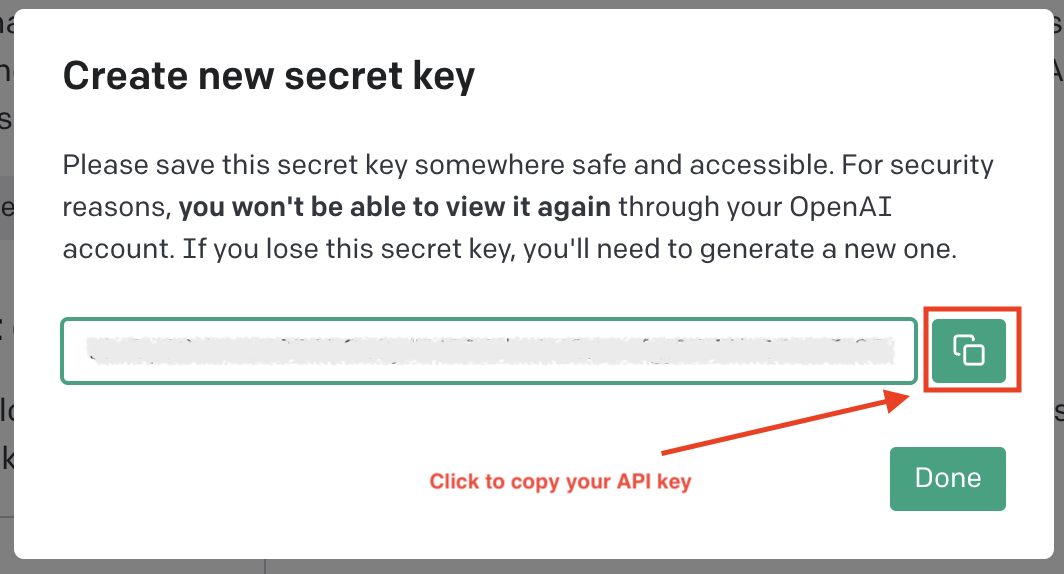 Create new secret key
Please save this secret key somewhere safe and accessible. For security
reasons, you won't be able to view it again through your OpenAI
account. If you lose this secret key, you'll need to generate a new one.
Click to copy your API key
Done